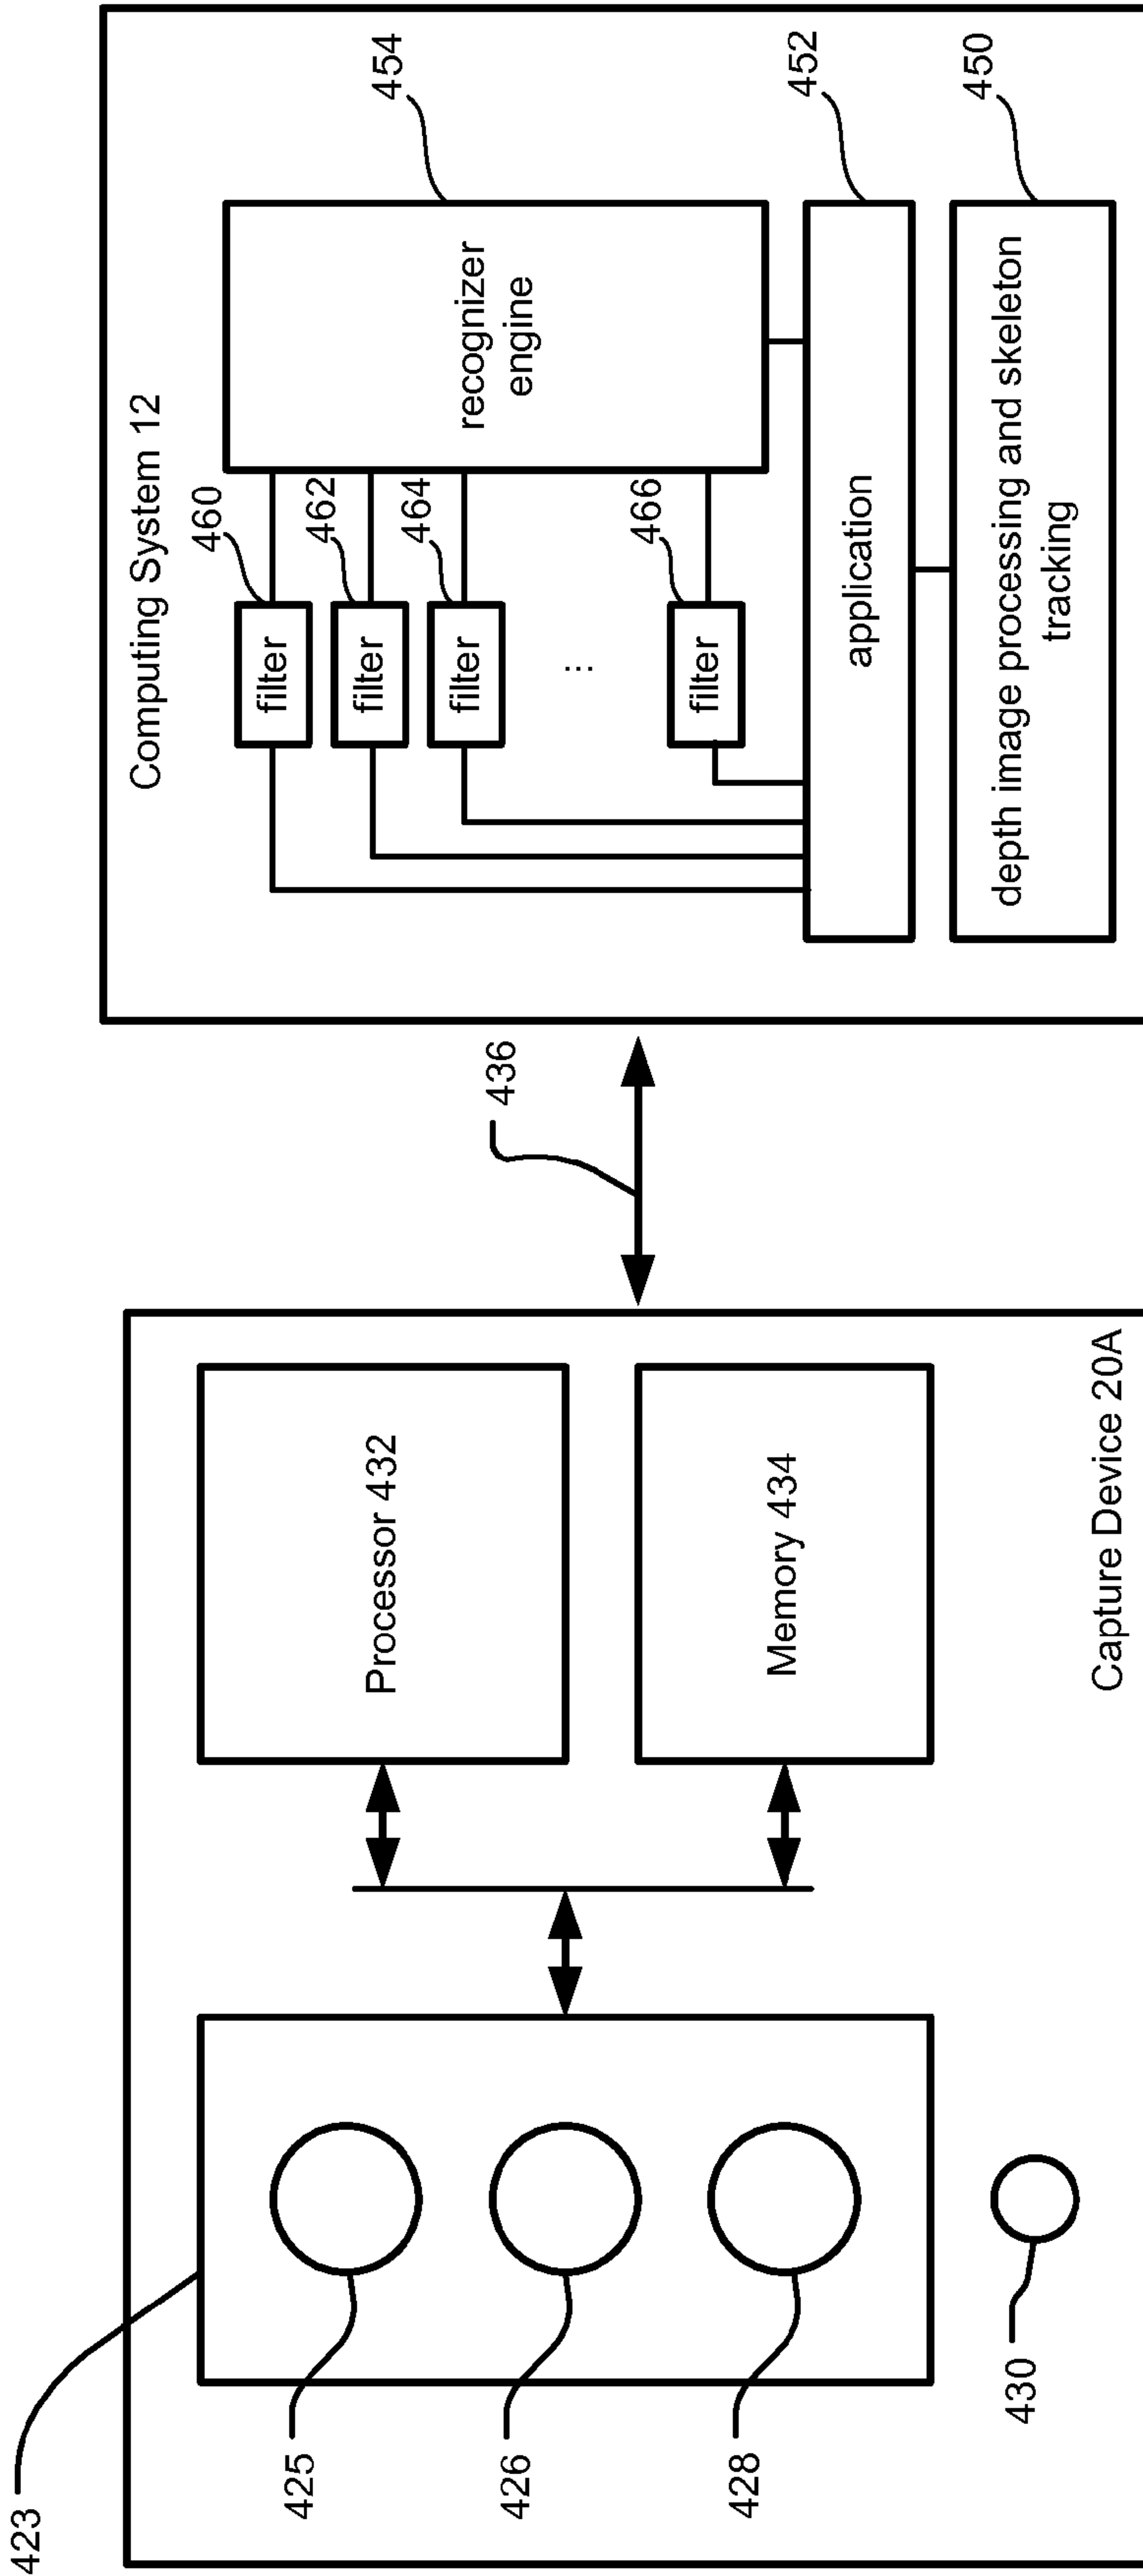 423
425
426
428
430
Processor 432
Memory 434
Capture Device 20A
436
Computing System 12
460
462
464
466
filter
filter
filter
...
filter
recognizer
engine
454
application
452
depth image processing and skeleton
tracking
450